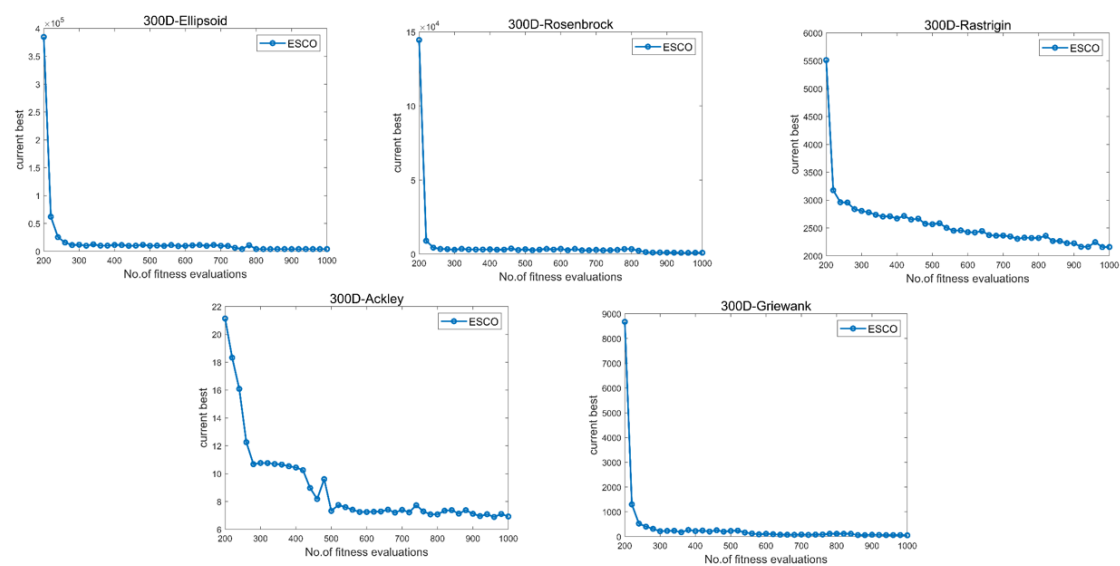 300D-Ellipsoid
×10^5
4
3.5
3
2.5
2
1.5
1
0.5
0
200 300 400 500 600 700 800 900 1000
No.of fitness evaluations
current best
ESCO
300D-Rosenbrock
×10^4
15
10
5
0
200 300 400 500 600 700 800 900 1000
No.of fitness evaluations
current best
ESCO
300D-Rastrigin
6000
5500
5000
4500
4000
3500
3000
2500
2000
200 300 400 500 600 700 800 900 1000
No.of fitness evaluations
current best
ESCO
300D-Ackley
22
20
18
16
14
12
10
8
6
200 300 400 500 600 700 800 900 1000
No.of fitness evaluations
current best
ESCO
300D-Griewank
9000
8000
7000
6000
5000
4000
3000
2000
1000
0
200 300 400 500 600 700 800 900 1000
No.of fitness evaluations
current best
ESCO